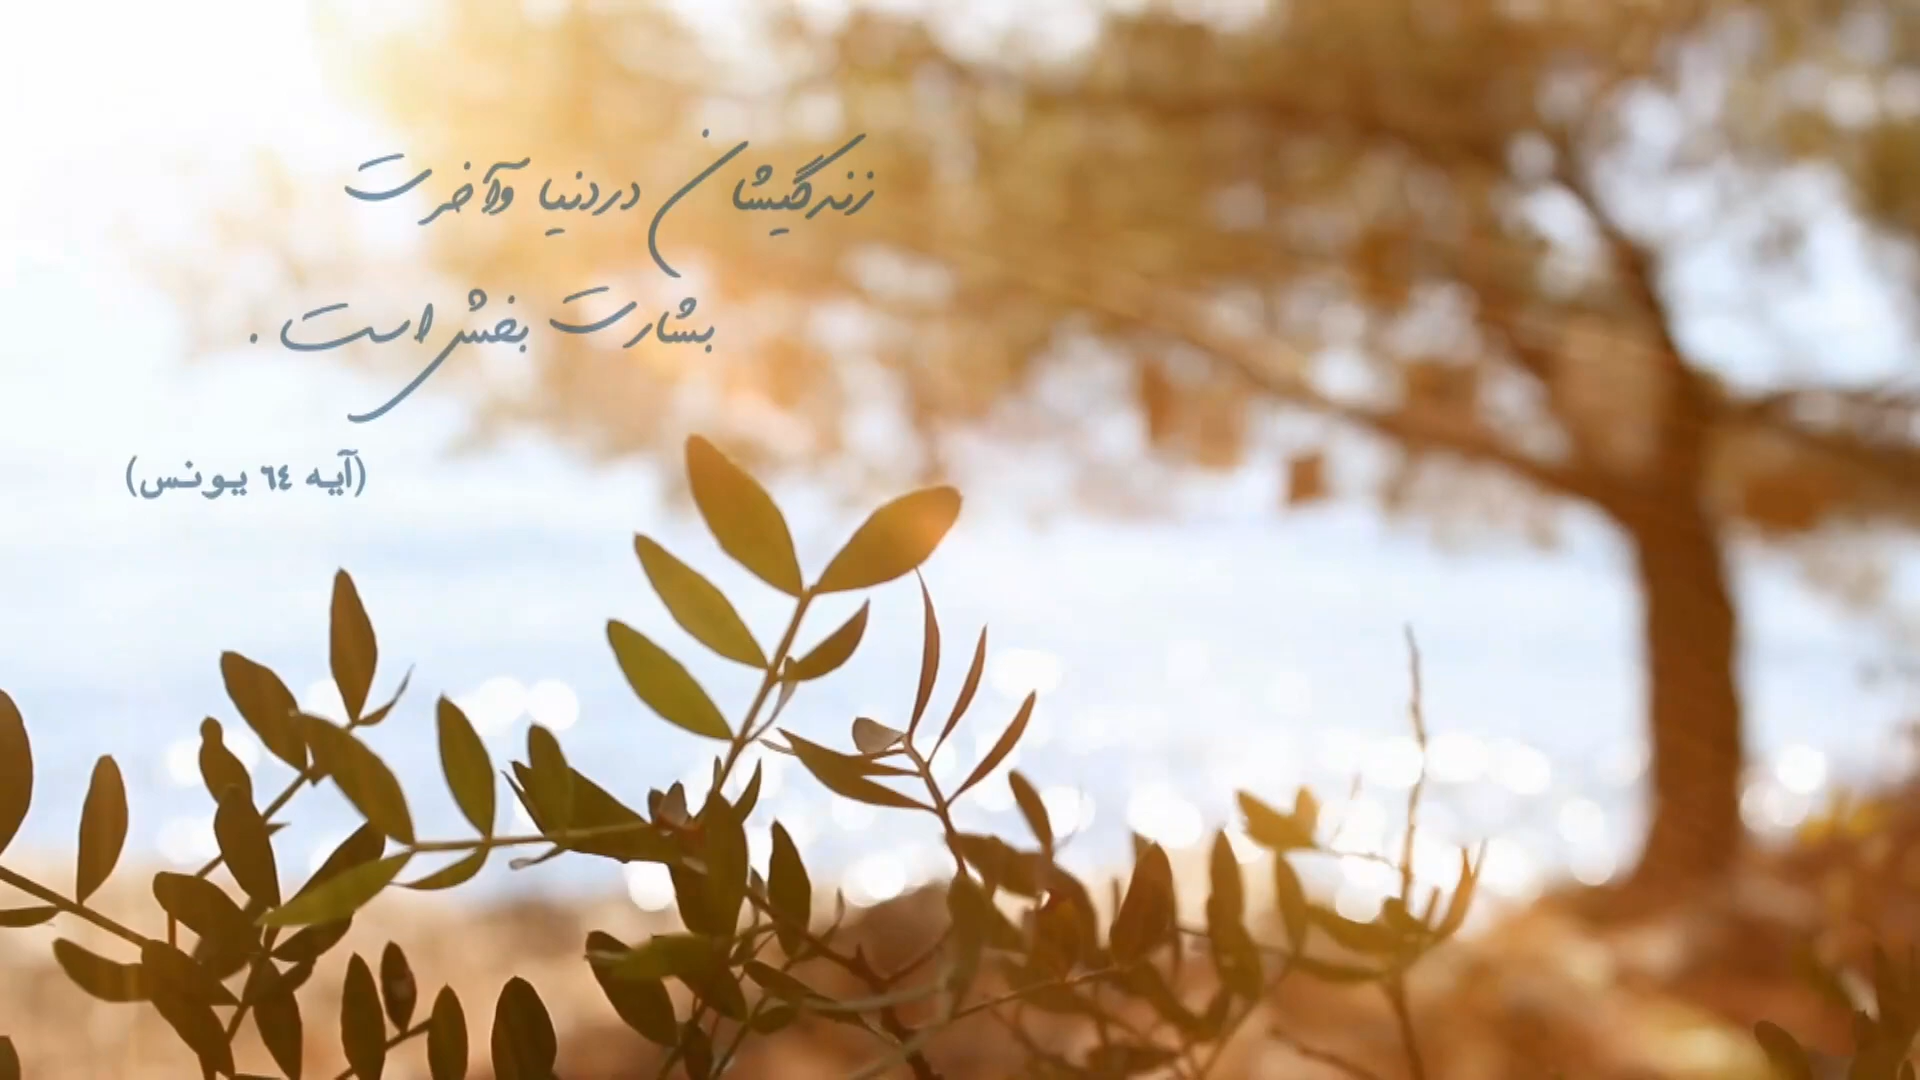 زندگیشان در دنیا و آخرت
بشارت بخش است .
(آیه ٦٤ یونس)